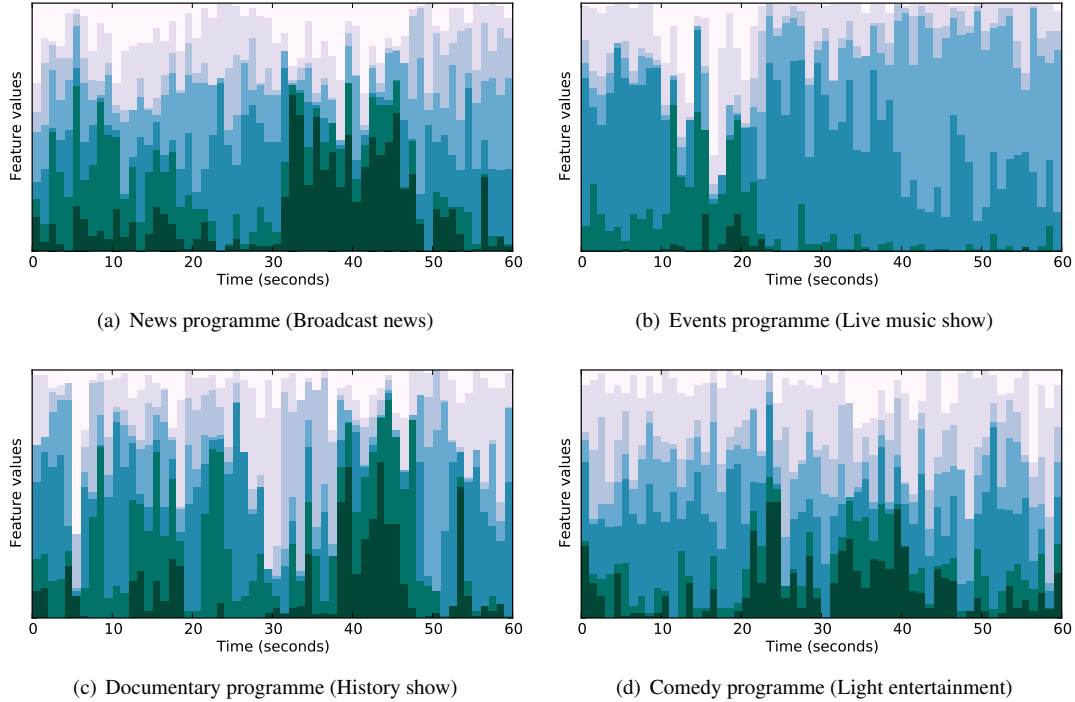 Feature values
0 10 20 30 40 50 60
Time (seconds)
(a) News programme (Broadcast news)
Feature values
0 10 20 30 40 50 60
Time (seconds)
(b) Events programme (Live music show)
Feature values
0 10 20 30 40 50 60
Time (seconds)
(c) Documentary programme (History show)
Feature values
0 10 20 30 40 50 60
Time (seconds)
(d) Comedy programme (Light entertainment)